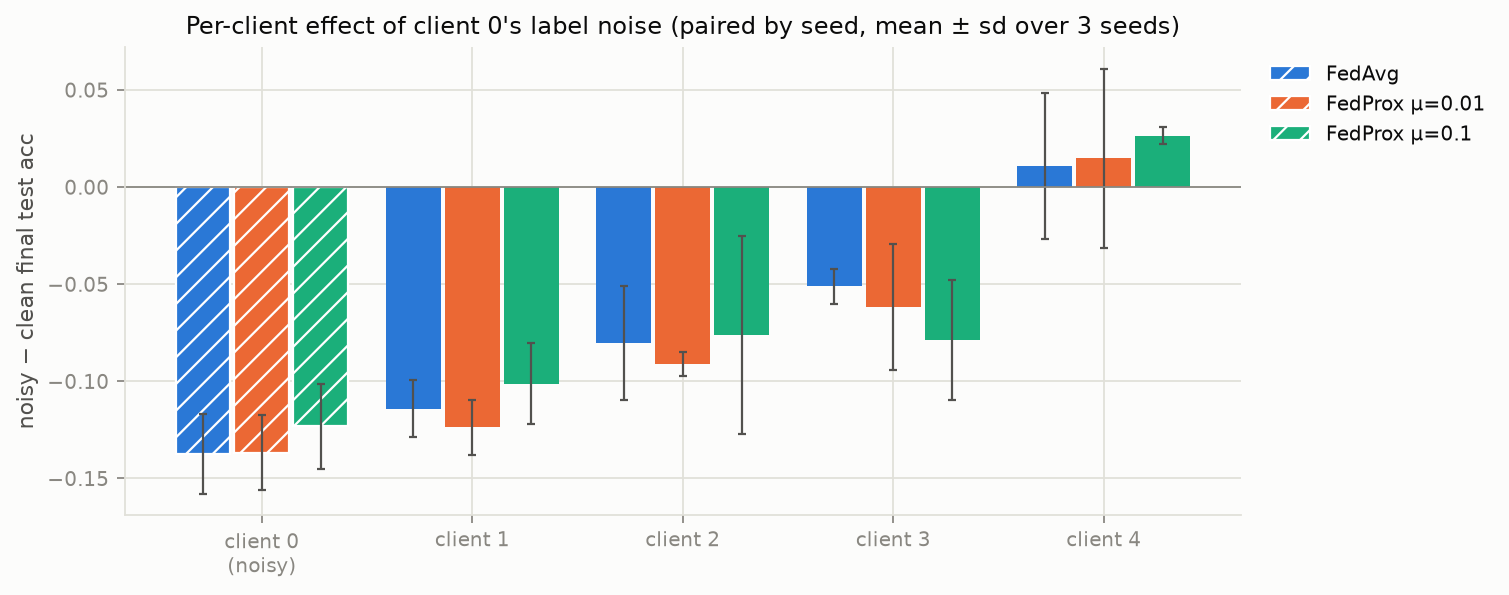 Per-client effect of client 0's label noise (paired by seed, mean ± sd over 3 seeds)
noisy − clean final test acc
0.05
0.00
−0.05
−0.10
−0.15
client 0
(noisy)
client 1
client 2
client 3
client 4
FedAvg
FedProx μ=0.01
FedProx μ=0.1